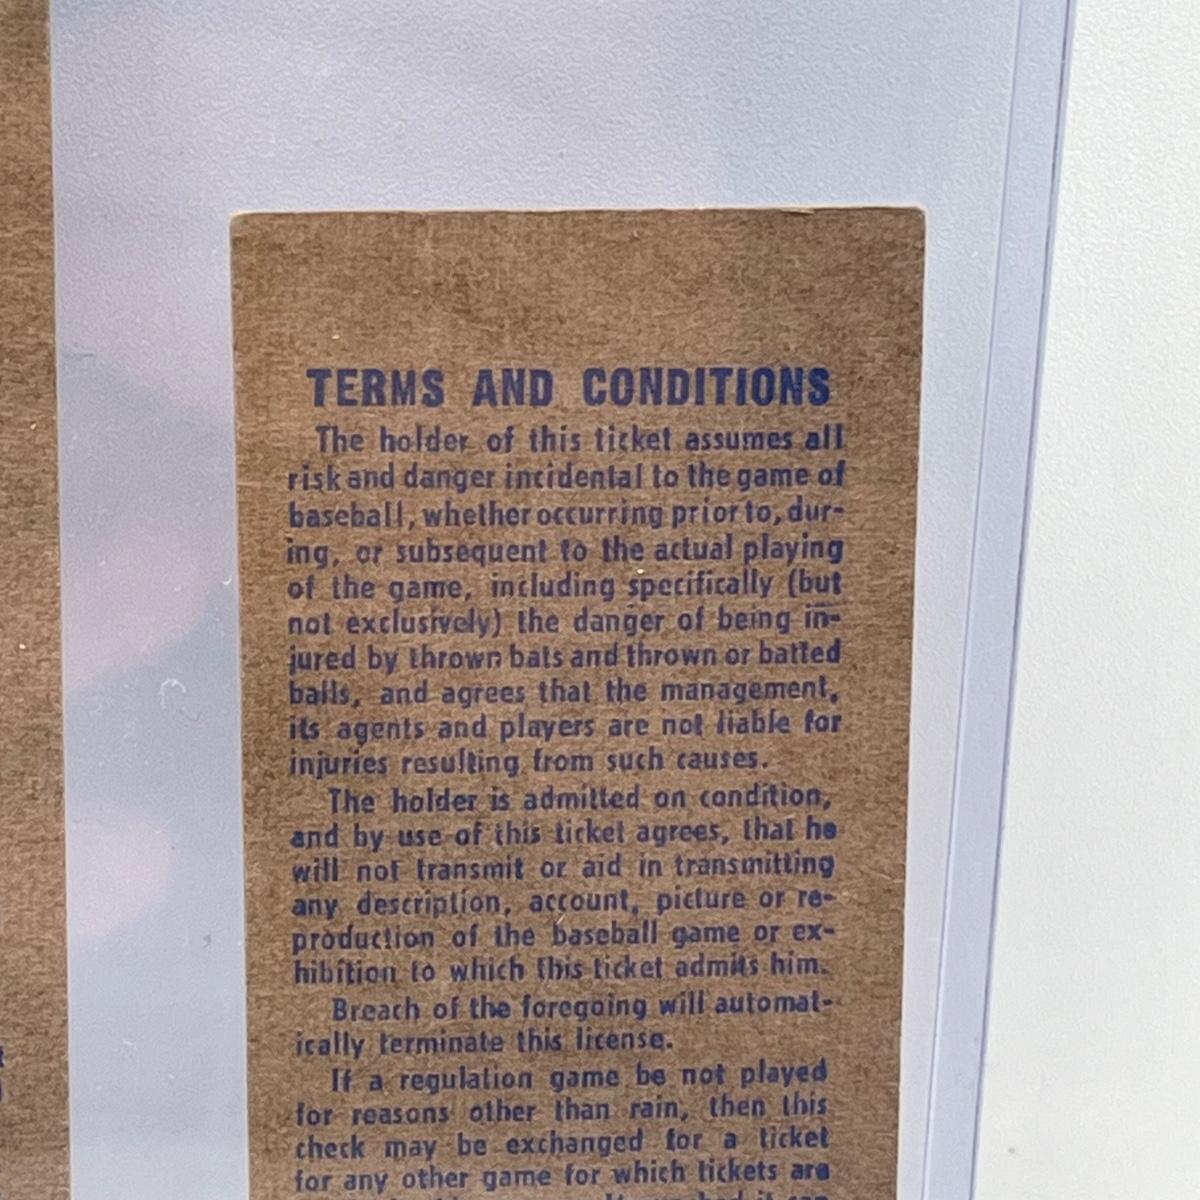 TERMS AND CONDITIONS
The holder of this ticket assumes all
risk and danger incidental to the game of
baseball, whether occurring prior to, dur-
ing, or subsequent to the actual playing
of the game, including specifically (but
not exclusively) the danger of being in-
jured by thrown bats and thrown or batted
balls, and agrees that the management,
its agents and players are not liable for
injuries resulting from such causes.
The holder is admitted on condition,
and by use of this ticket agrees, that he
will not transmit or aid in transmitting
any description, account, picture or re-
production of the baseball game or ex-
hibition to which this ticket admits him.
Breach of the foregoing will automat-
ically terminate this license.
If a regulation game be not played
for reasons other than rain, then this
check may be exchanged for a ticket
for any other game for which tickets are